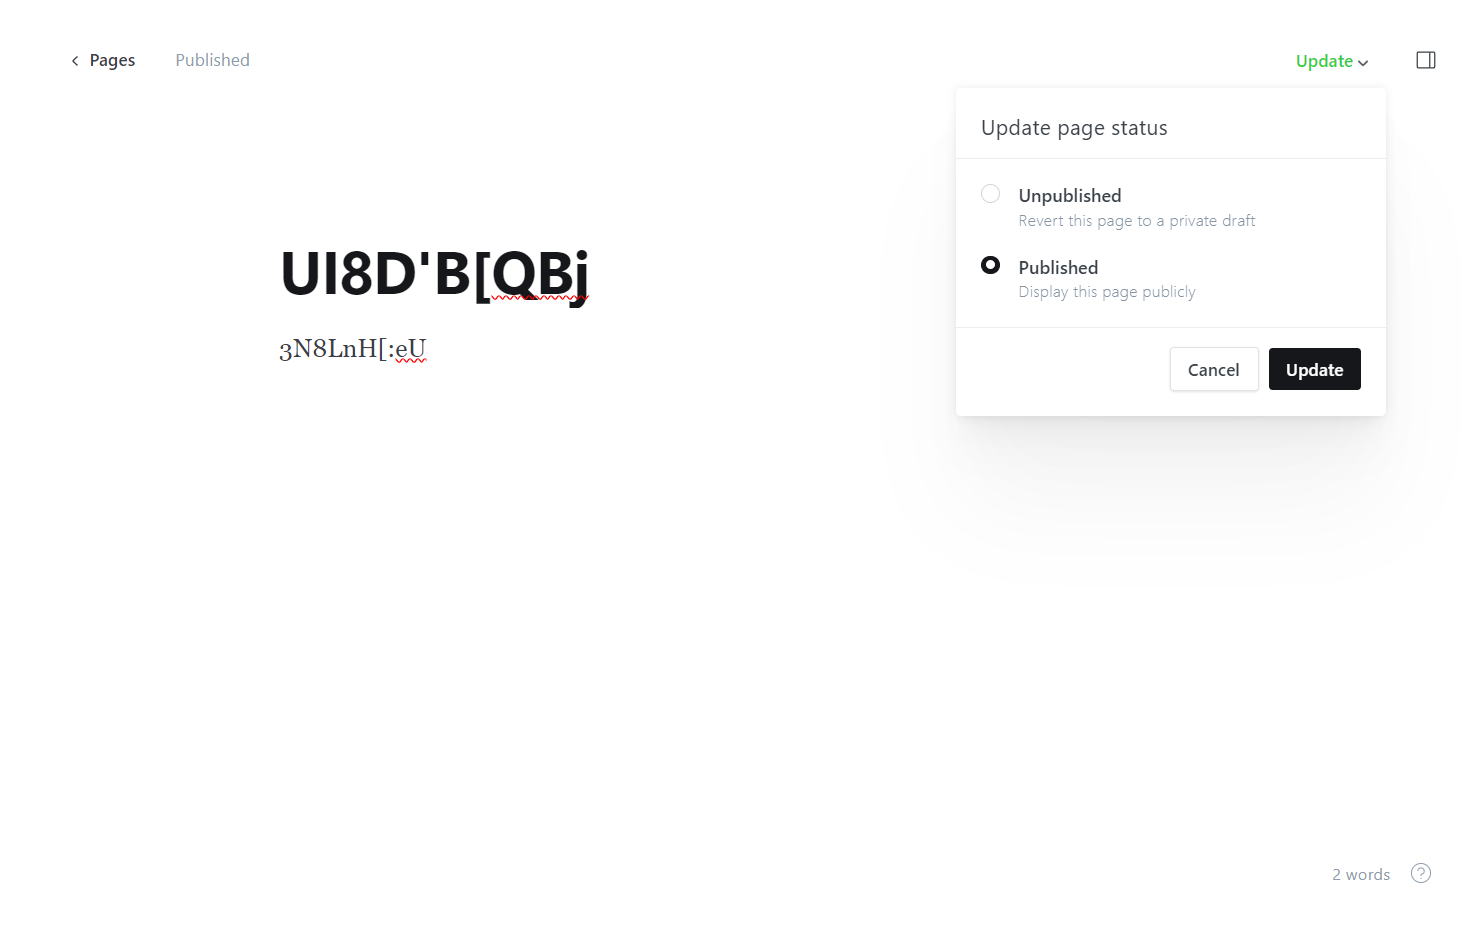 Pages
Published
Update
Update page status
Unpublished
Revert this page to a private draft
Published
Display this page publicly
Cancel
Update
UI8D'B[QBj
3N8LnH[:eU
2 words
?